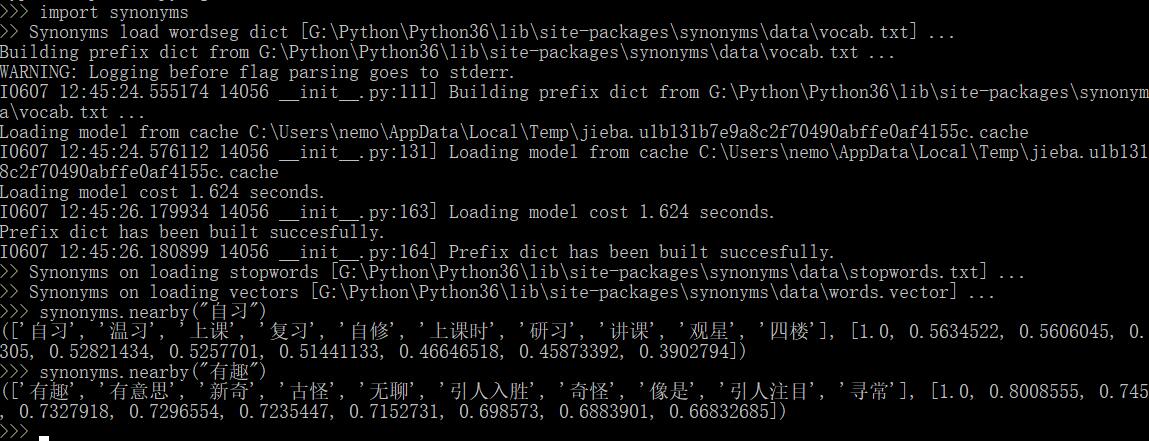 >>> import synonyms
>> Synonyms load wordseg dict [G:\Python\Python36\lib\site-packages\synonyms\data\vocab.txt] ...
Building prefix dict from G:\Python\Python36\lib\site-packages\synonyms\data\vocab.txt ...
WARNING: Logging before flag parsing goes to stderr.
I0607 12:45:24.555174 14056 __init__.py:111] Building prefix dict from G:\Python\Python36\lib\site-packages\synonym
a\vocab.txt ...
Loading model from cache C:\Users\nemo\AppData\Local\Temp\jieba.u1b131b7e9a8c2f70490abffe0af4155c.cache
I0607 12:45:24.576112 14056 __init__.py:131] Loading model from cache C:\Users\nemo\AppData\Local\Temp\jieba.u1b131
8c2f70490abffe0af4155c.cache
Loading model cost 1.624 seconds.
I0607 12:45:26.179934 14056 __init__.py:163] Loading model cost 1.624 seconds.
Prefix dict has been built succesfully.
I0607 12:45:26.180899 14056 __init__.py:164] Prefix dict has been built succesfully.
>> Synonyms on loading stopwords [G:\Python\Python36\lib\site-packages\synonyms\data\stopwords.txt] ...
>> Synonyms on loading vectors [G:\Python\Python36\lib\site-packages\synonyms\data\words.vector] ...
>>> synonyms.nearby("自习")
(['自习', '温习', '上课', '复习', '自修', '上课时', '研习', '讲课', '观星', '四楼'], [1.0, 0.5634522, 0.5606045, 0.
305, 0.52821434, 0.5257701, 0.51441133, 0.46646518, 0.45873392, 0.3902794])
>>> synonyms.nearby("有趣")
(['有趣', '有意思', '新奇', '古怪', '无聊', '引人入胜', '奇怪', '像是', '引人注目', '寻常'], [1.0, 0.8008555, 0.745
, 0.7327918, 0.7296554, 0.7235447, 0.7152731, 0.698573, 0.6883901, 0.66832685])
>>>